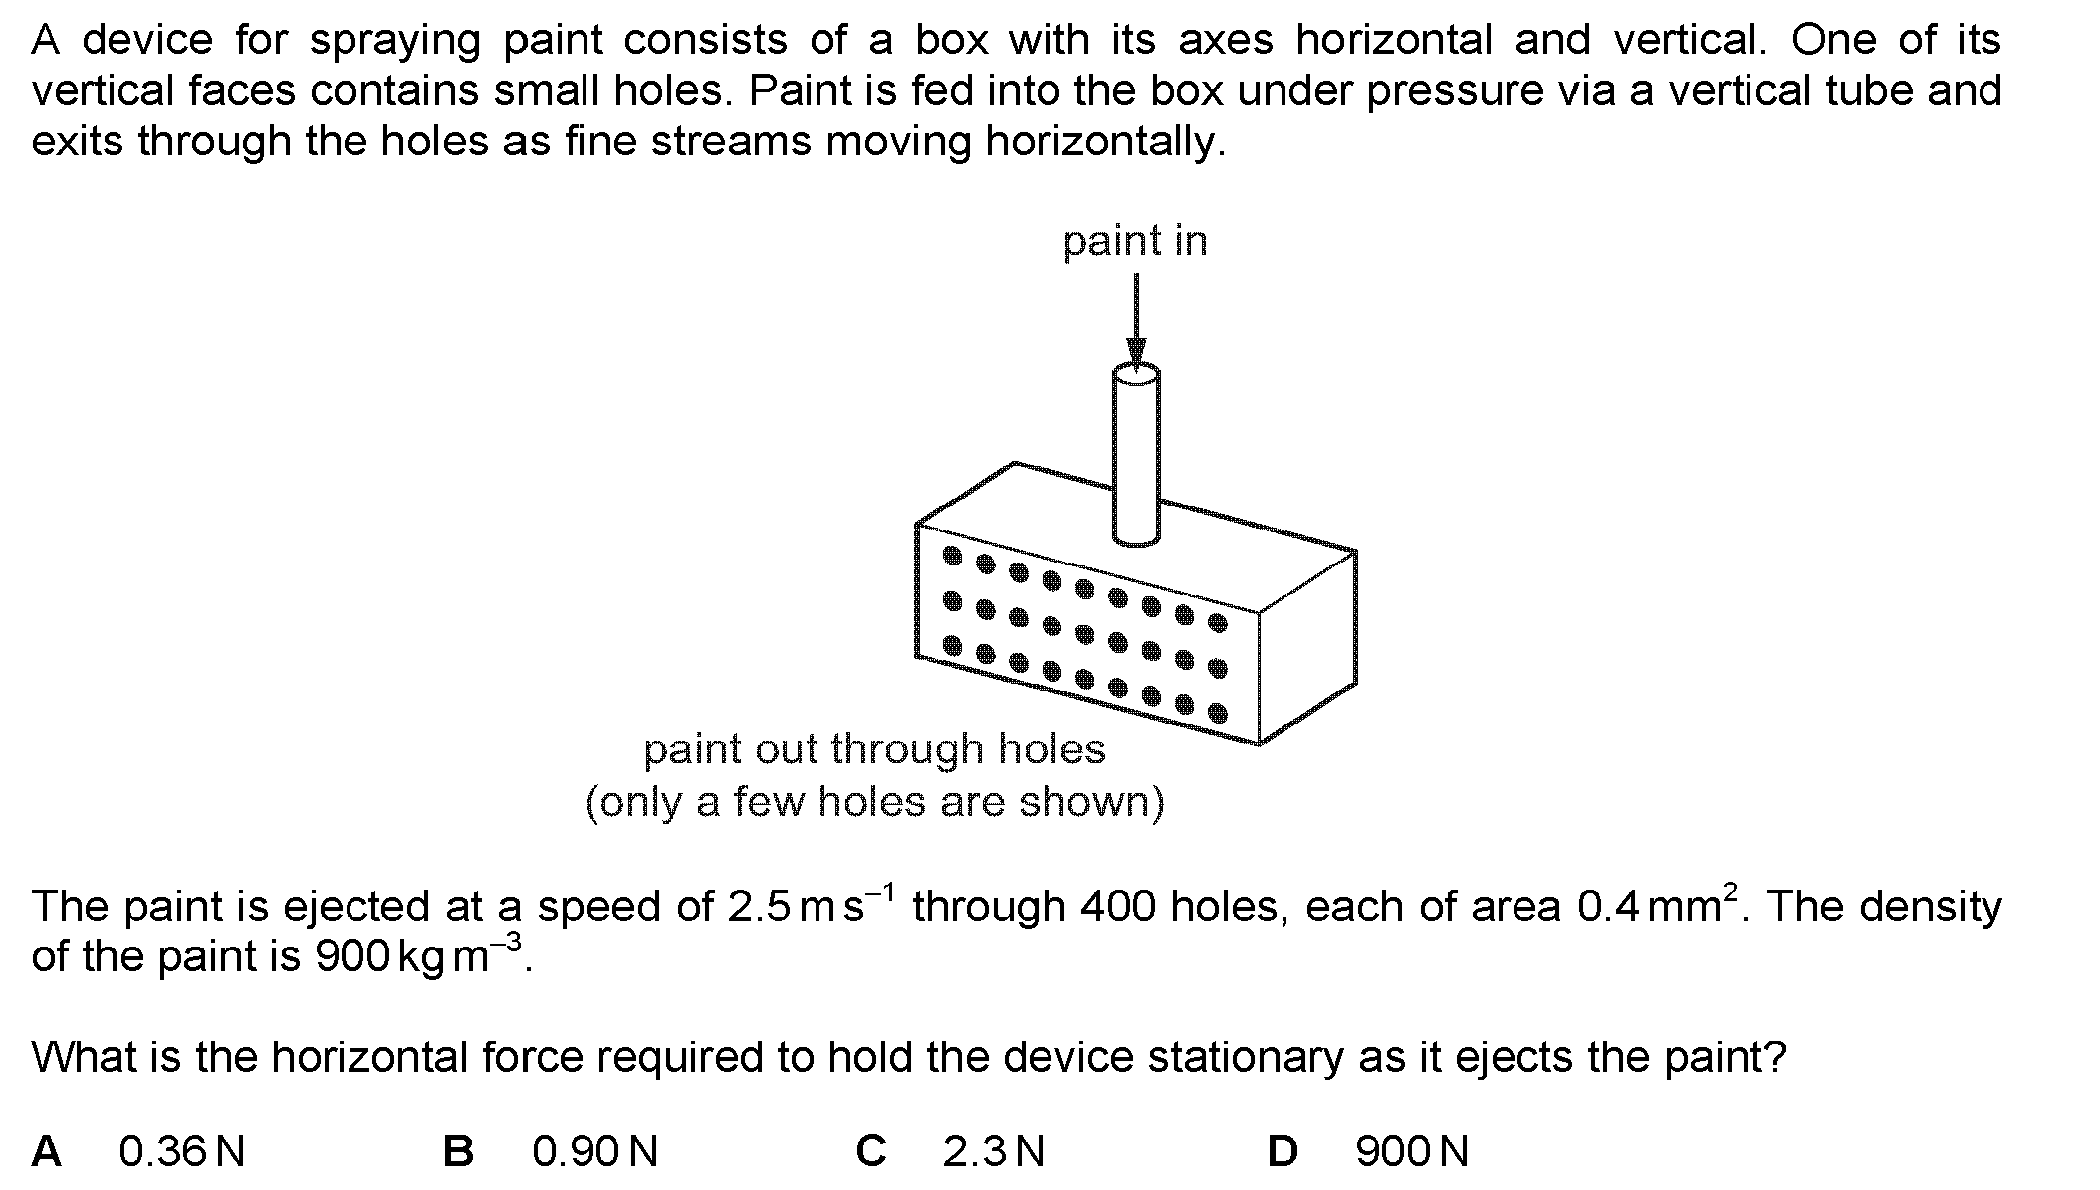 A device for spraying paint consists of a box with its axes horizontal and vertical. One of its
vertical faces contains small holes. Paint is fed into the box under pressure via a vertical tube and
exits through the holes as fine streams moving horizontally.
paint in
paint out through holes
(only a few holes are shown)
The paint is ejected at a speed of 2.5 m s⁻¹ through 400 holes, each of area 0.4 mm². The density
of the paint is 900 kg m⁻³.
What is the horizontal force required to hold the device stationary as it ejects the paint?
A 0.36 N B 0.90 N C 2.3 N D 900 N